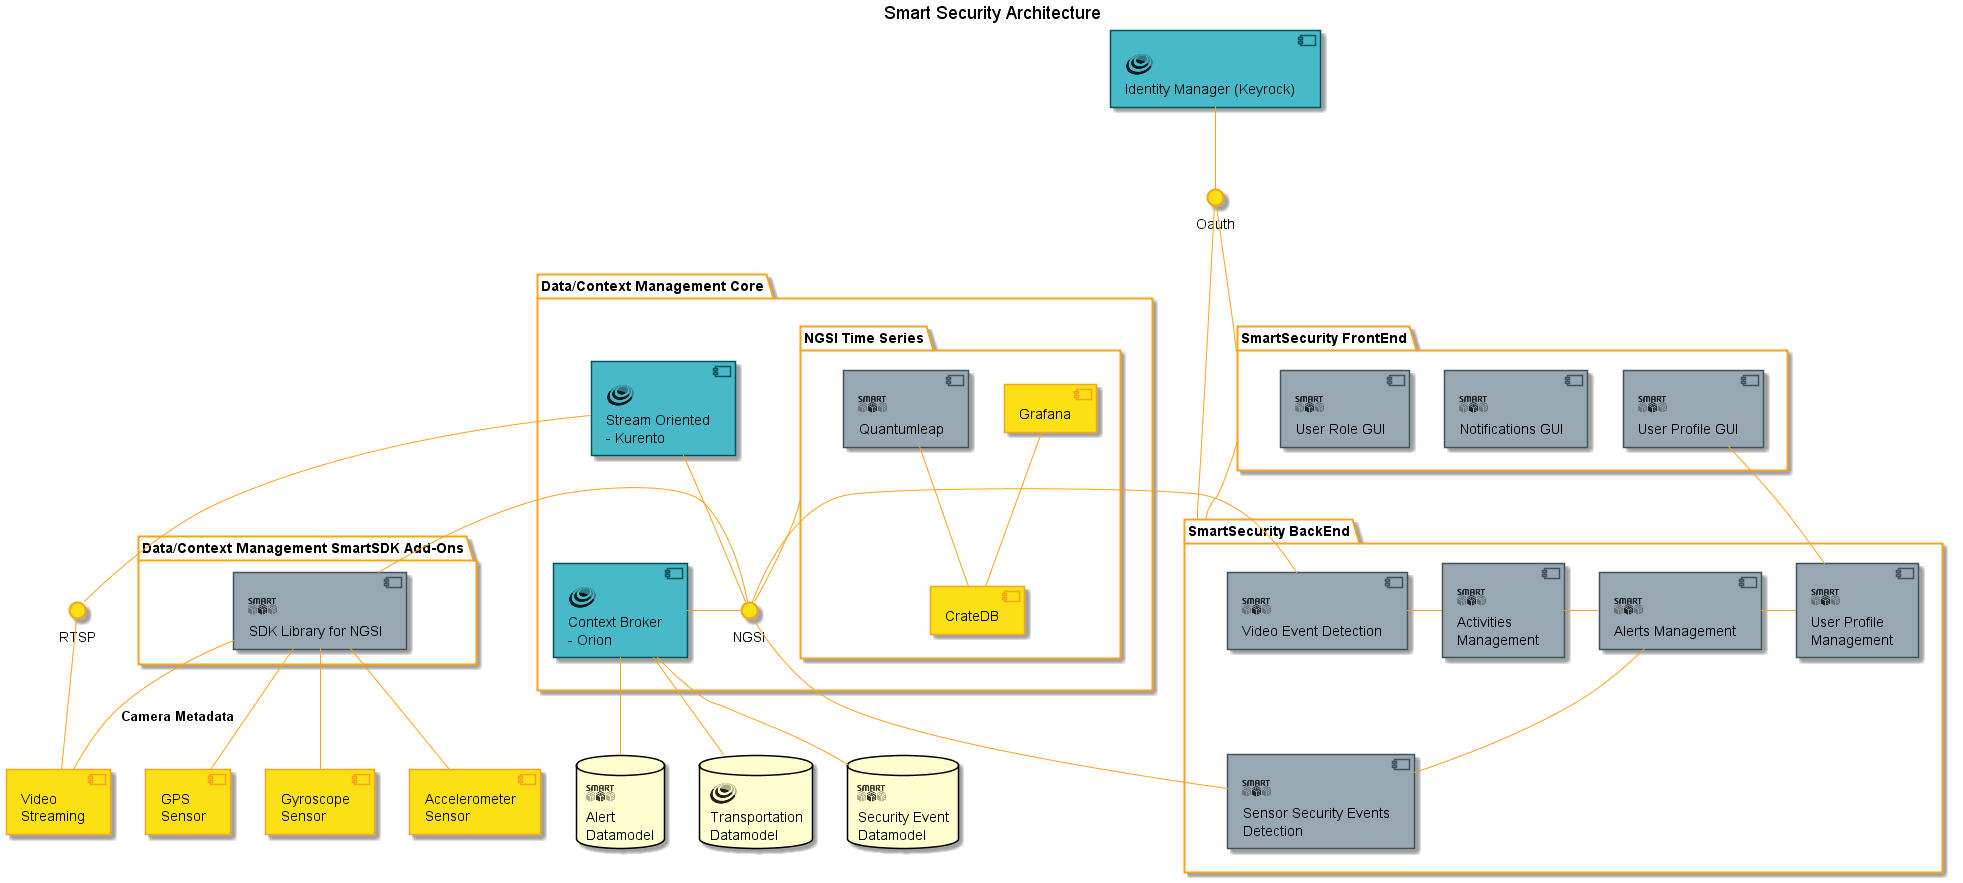 Smart Security Architecture
Identity Manager (Keyrock)
Oauth
Data/Context Management Core
NGSI Time Series
SmartSecurity FrontEnd
SMART
Quantumleap
Grafana
SMART
User Role GUI
SMART
Notifications GUI
SMART
User Profile GUI
Stream Oriented
- Kurento
Data/Context Management SmartSDK Add-Ons
SMART
SDK Library for NGSI
RTSP
Context Broker
- Orion
NGSI
CrateDB
SmartSecurity BackEnd
SMART
Video Event Detection
SMART
Activities
Management
SMART
Alerts Management
SMART
User Profile
Management
Camera Metadata
Video
Streaming
GPS
Sensor
Gyroscope
Sensor
Accelerometer
Sensor
SMART
Alert
Datamodel
Transportation
Datamodel
SMART
Security Event
Datamodel
SMART
Sensor Security Events
Detection